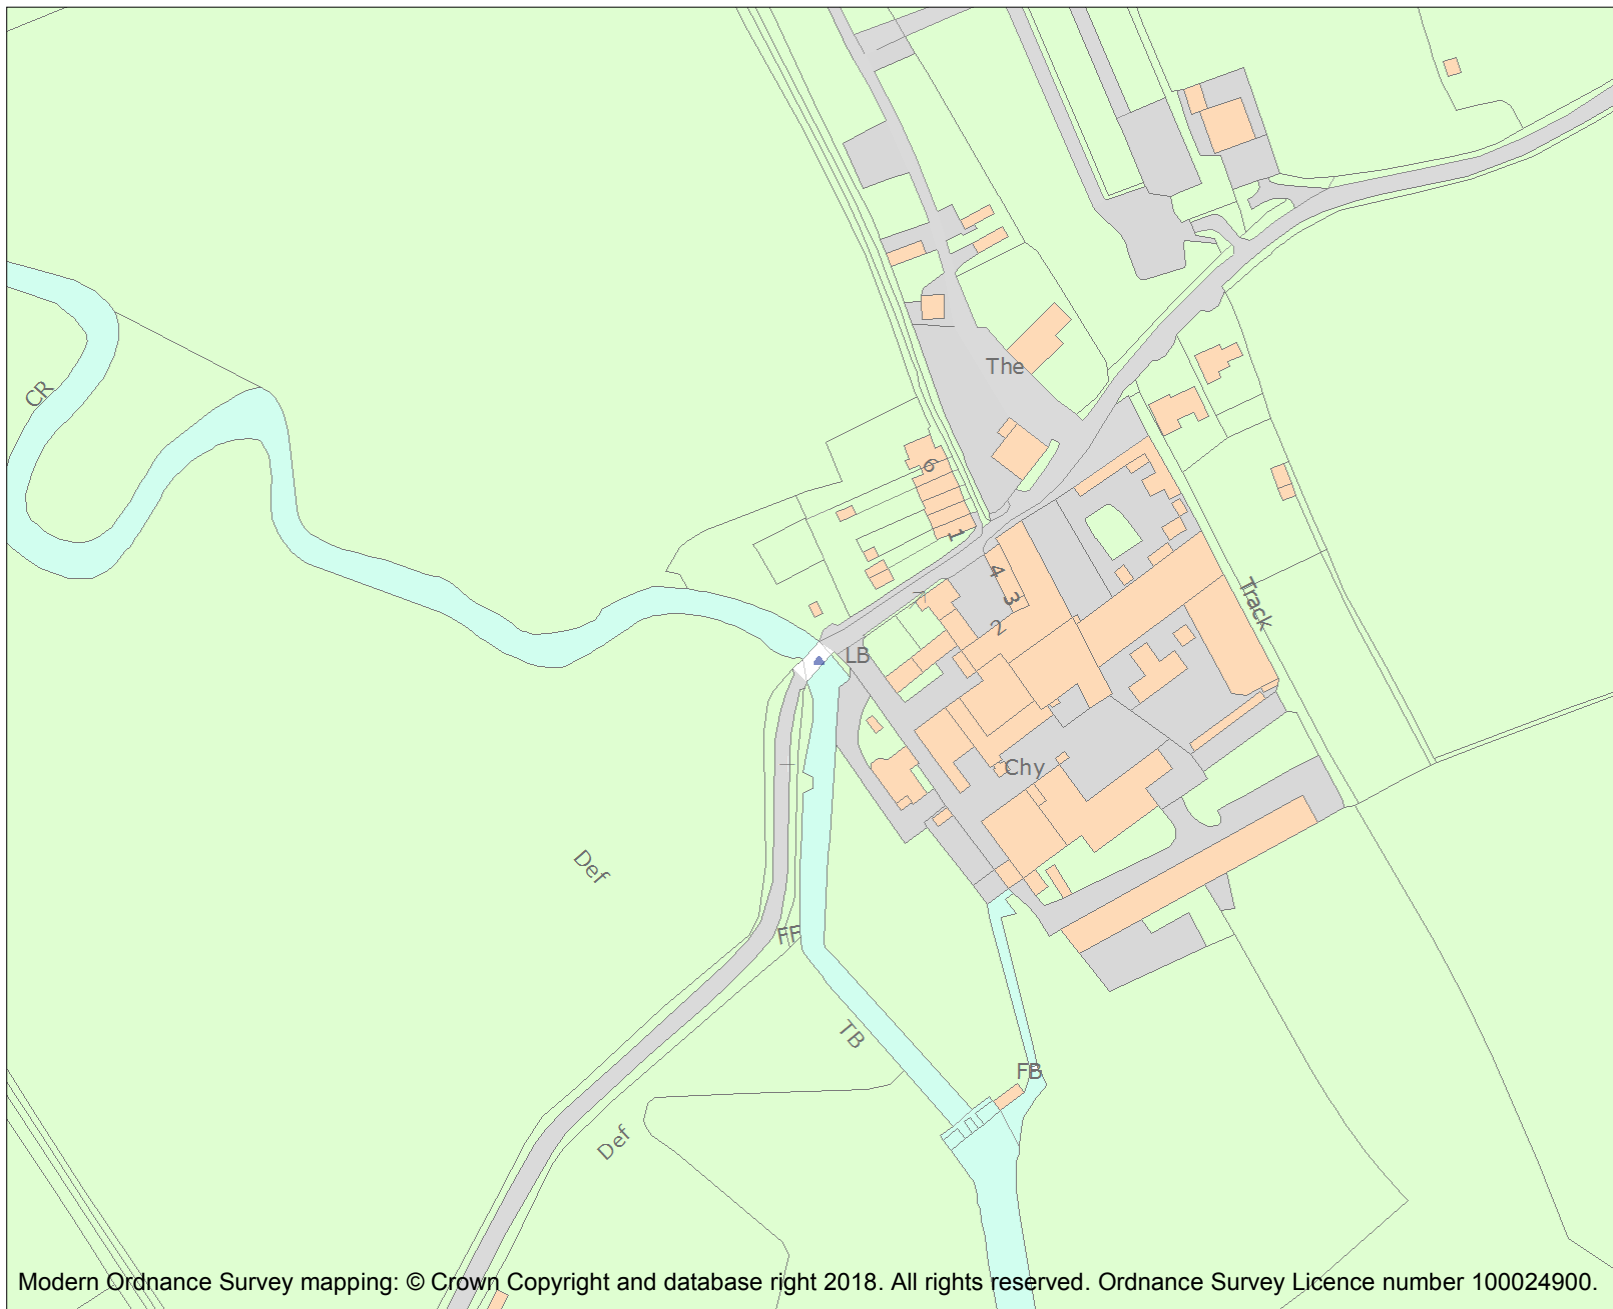 CR
The
6
1
4
3
2
7
LB
Track
Chy
Def
FF
TB
FB
Def
Modern Ordnance Survey mapping: © Crown Copyright and database right 2018. All rights reserved. Ordnance Survey Licence number 100024900.